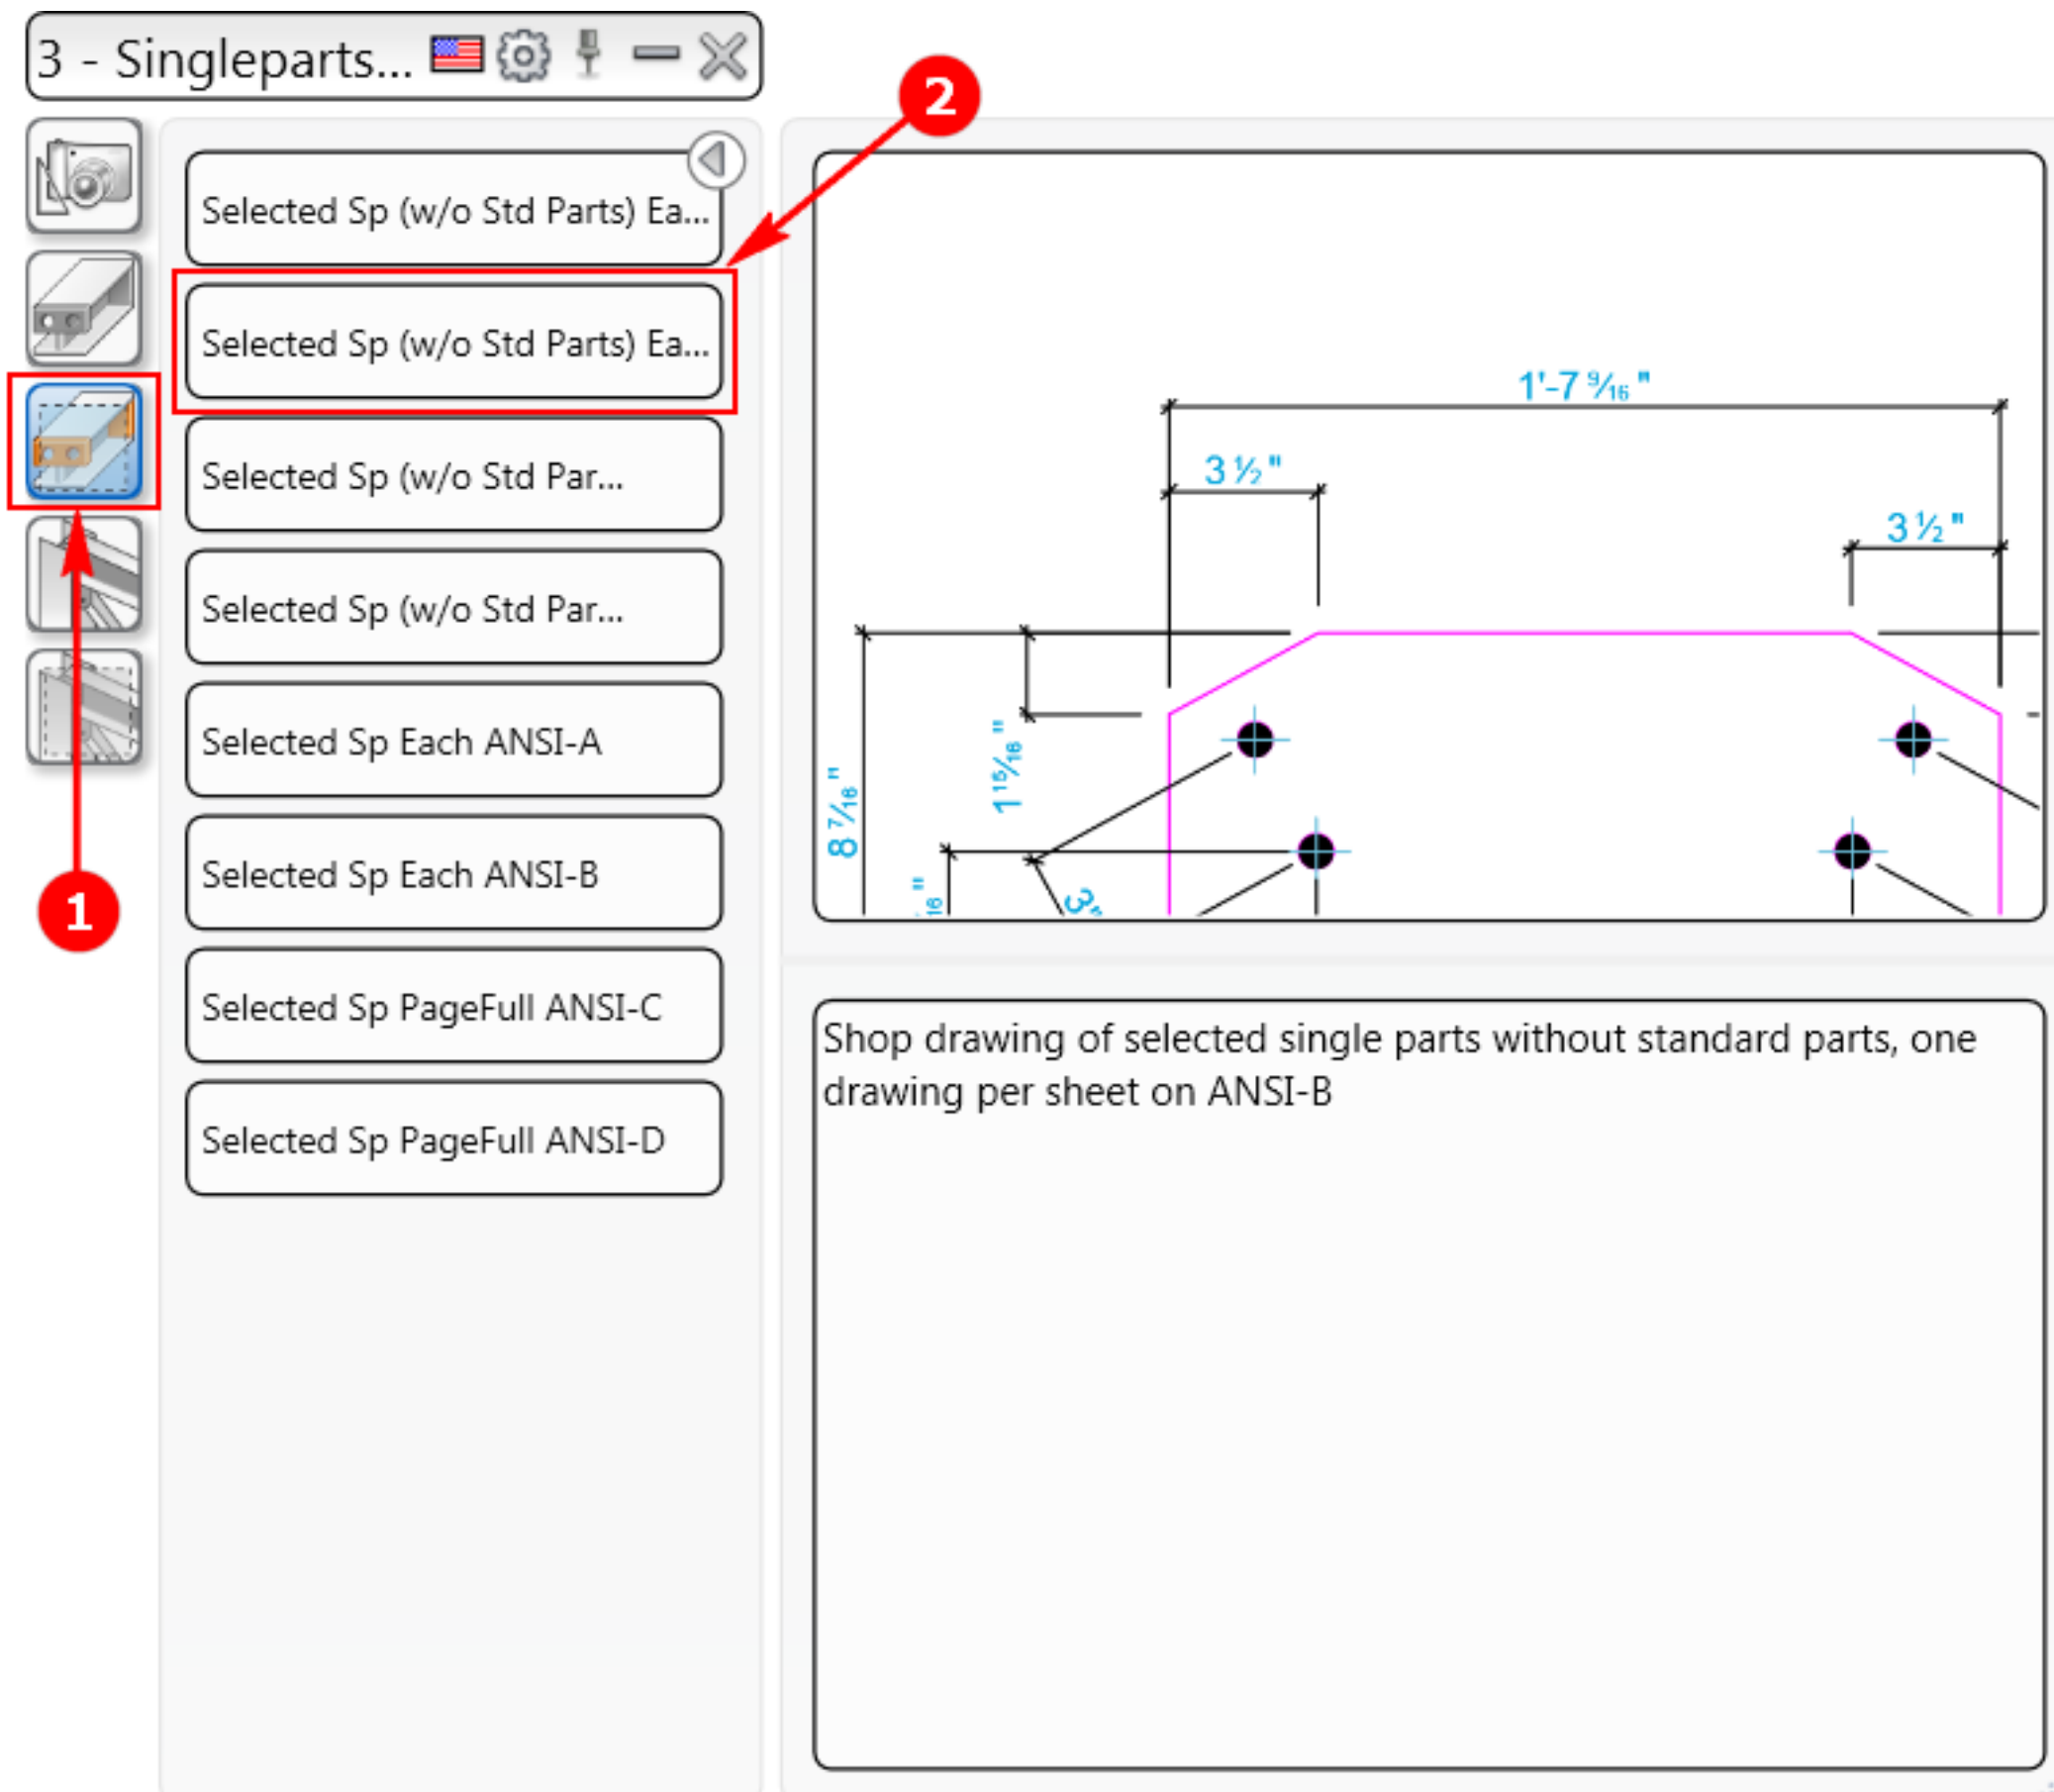 3 - Singleparts...
2
Selected Sp (w/o Std Parts) Ea...
Selected Sp (w/o Std Parts) Ea...
Selected Sp (w/o Std Par...
Selected Sp (w/o Std Par...
Selected Sp Each ANSI-A
Selected Sp Each ANSI-B
Selected Sp PageFull ANSI-C
Selected Sp PageFull ANSI-D
1
1'-7 9/16"
3 1/2"
3 1/2"
1 15/16"
8 7/16"
16"
3"
Shop drawing of selected single parts without standard parts, one
drawing per sheet on ANSI-B